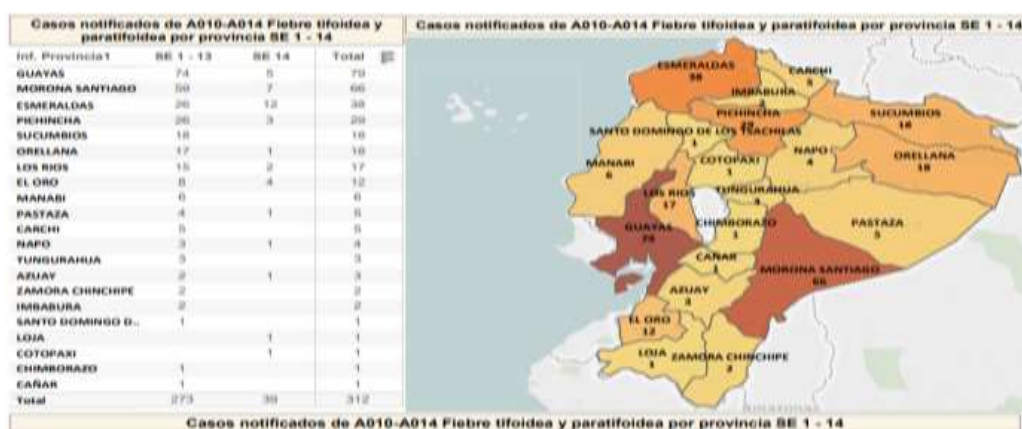 Casos notificados de A010-A014 Fiebre tifoidea y
paratifoidea por provincia SE 1 - 14
Inf. Provincia1 SE 1 - 13 SE 14 Total
GUAYAS 74 5 79
MORONA SANTIAGO 59 7 66
ESMERALDAS 26 12 38
PICHINCHA 26 3 29
SUCUMBIOS 18 18
ORELLANA 17 1 18
LOS RIOS 15 2 17
EL ORO 8 4 12
MANABI 6 6
PASTAZA 4 1 5
CARCHI 5 5
NAPO 3 1 4
TUNGURAHUA 3 3
AZUAY 2 1 3
ZAMORA CHINCHIPE 2 2
IMBABURA 2 2
SANTO DOMINGO D.. 1 1
LOJA 1 1
COTOPAXI 1 1
CHIMBORAZO 1 1
CAÑAR 1 1
Total 273 39 312
Casos notificados de A010-A014 Fiebre tifoidea y paratifoidea por provincia SE 1 - 14
ESMERALDAS
38
CARCHI
5
IMBABURA
2
PICHINCHA
29
SUCUMBIOS
18
SANTO DOMINGO DE LOS TSACHILAS
1
MANABI
6
COTOPAXI
1
NAPO
4
ORELLANA
18
LOS RIOS
17
TUNGURAHUA
3
GUAYAS
79
CHIMBORAZO
1
PASTAZA
5
CAÑAR
1
MORONA SANTIAGO
66
AZUAY
3
EL ORO
12
LOJA
1
ZAMORA CHINCHIPE
2
Amazonas
Casos notificados de A010-A014 Fiebre tifoidea y paratifoidea por provincia SE 1 - 14